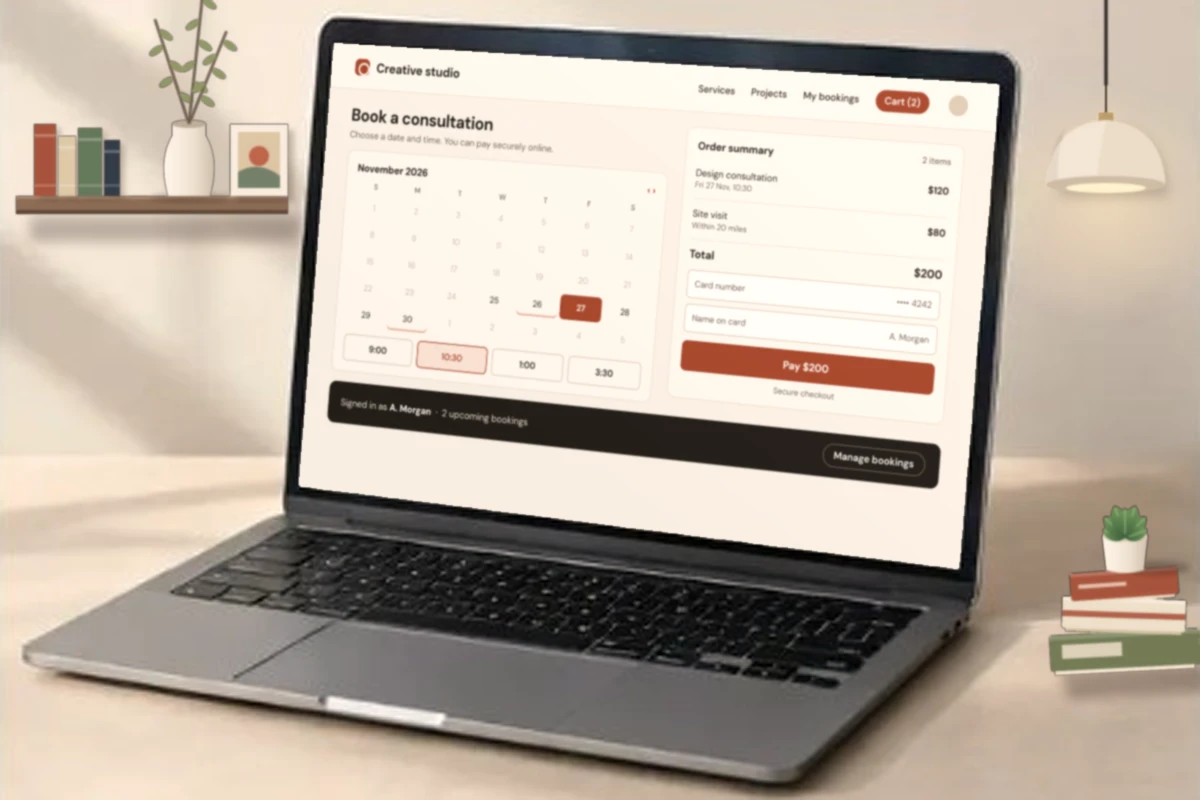 Creative studio
Services Projects My bookings Cart (2)
Book a consultation
Choose a date and time. You can pay securely online.
November 2026
S M T W T F S
1 2 3 4 5 6 7
8 9 10 11 12 13 14
15 16 17 18 19 20 21
22 23 24 25 26 27 28
29 30 1 2 3 4 5
9:00 10:30 1:00 3:30
Order summary 2 items
Design consultation $120
Fri 27 Nov, 10:30
Site visit $80
Within 20 miles
Total $200
Card number •••• 4242
Name on card A. Morgan
Pay $200
Secure checkout
Signed in as A. Morgan · 2 upcoming bookings
Manage bookings